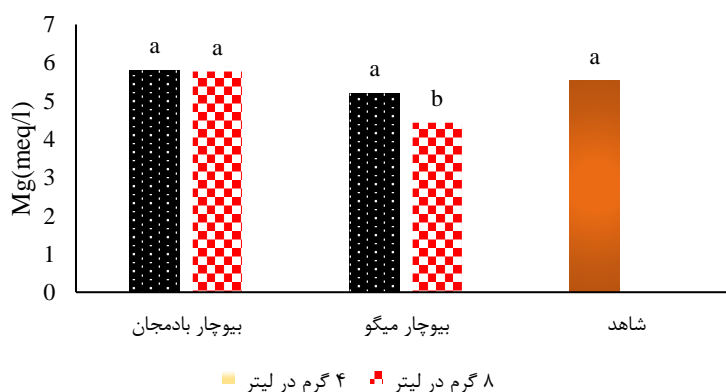 Mg(meq/l)
7
6
5
4
3
2
1
0
a a
a b
a
بیوچار بادمجان
بیوچار میگو
شاهد
۴ گرم در لیتر
۸ گرم در لیتر